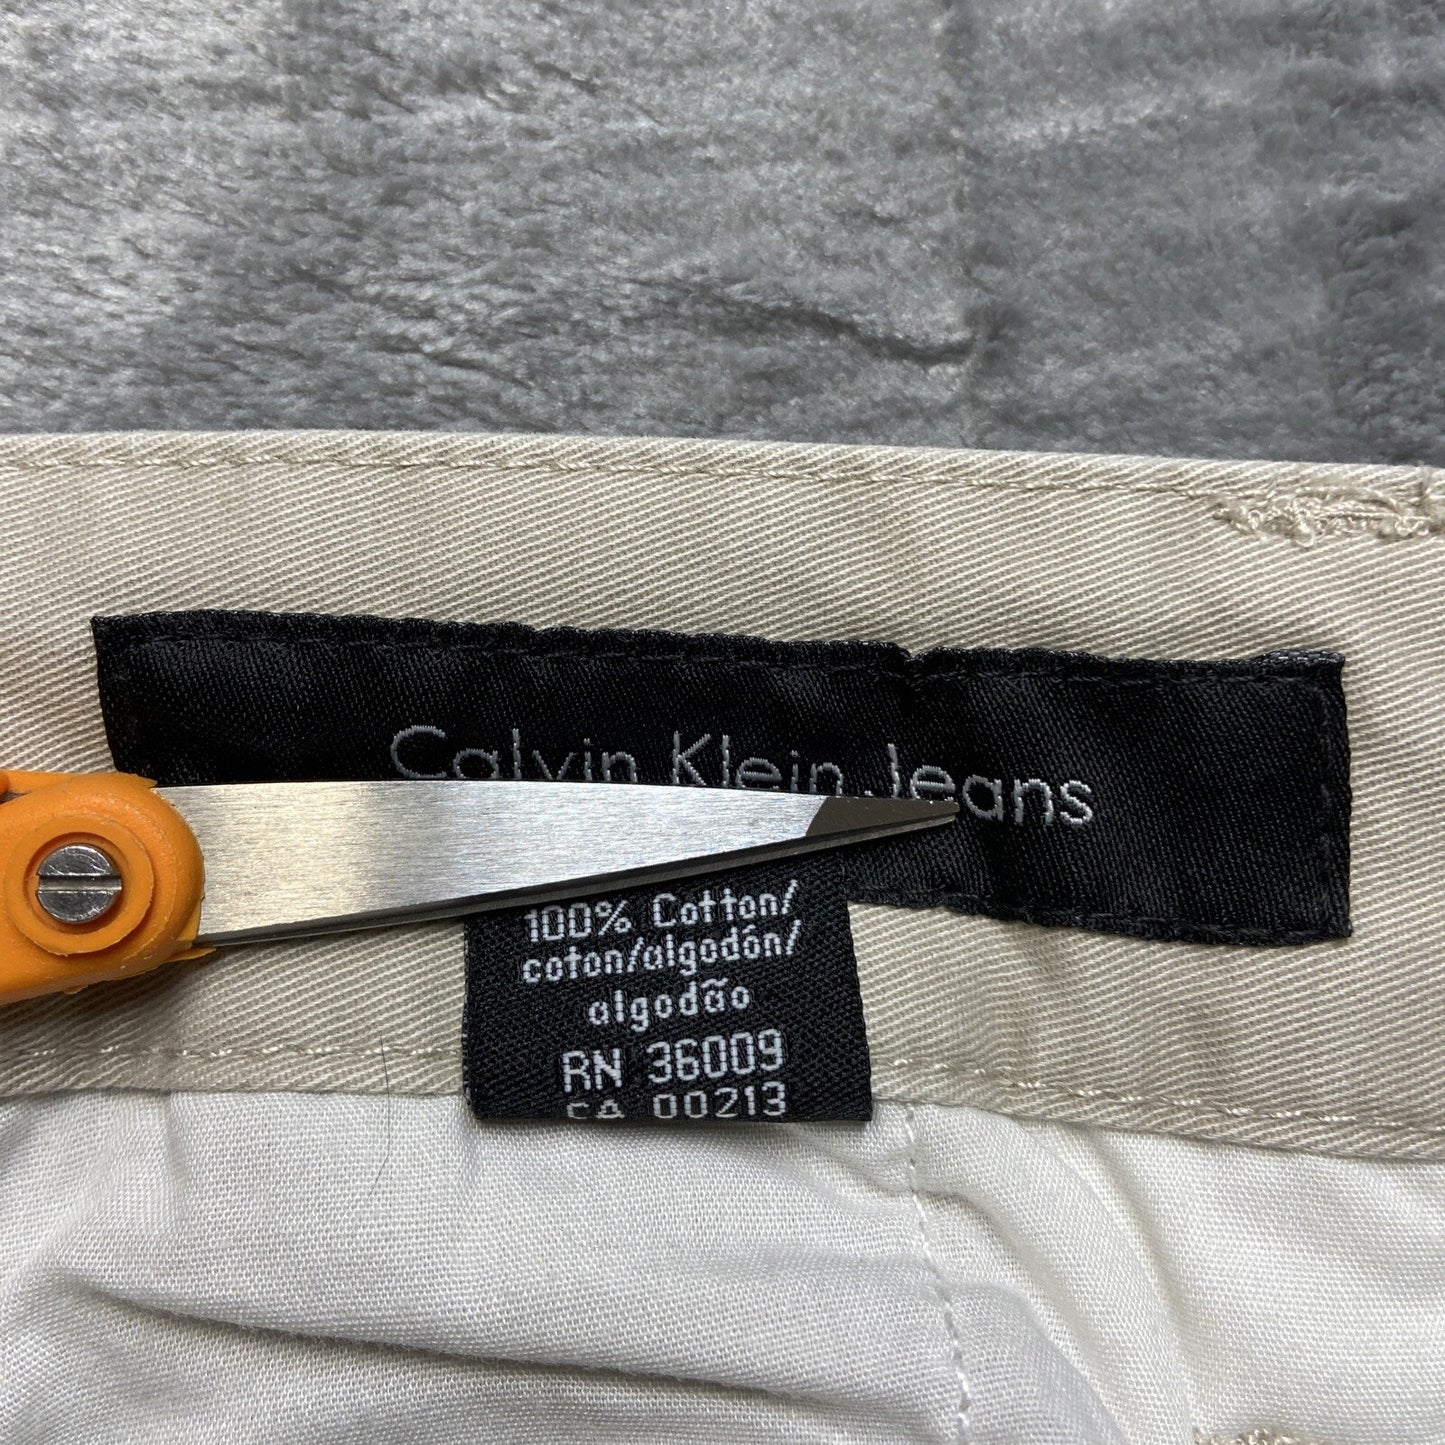 Calvin Klein Jeans
100% Cotton/
coton/algodón/
algodão
RN 36009
CA 00213